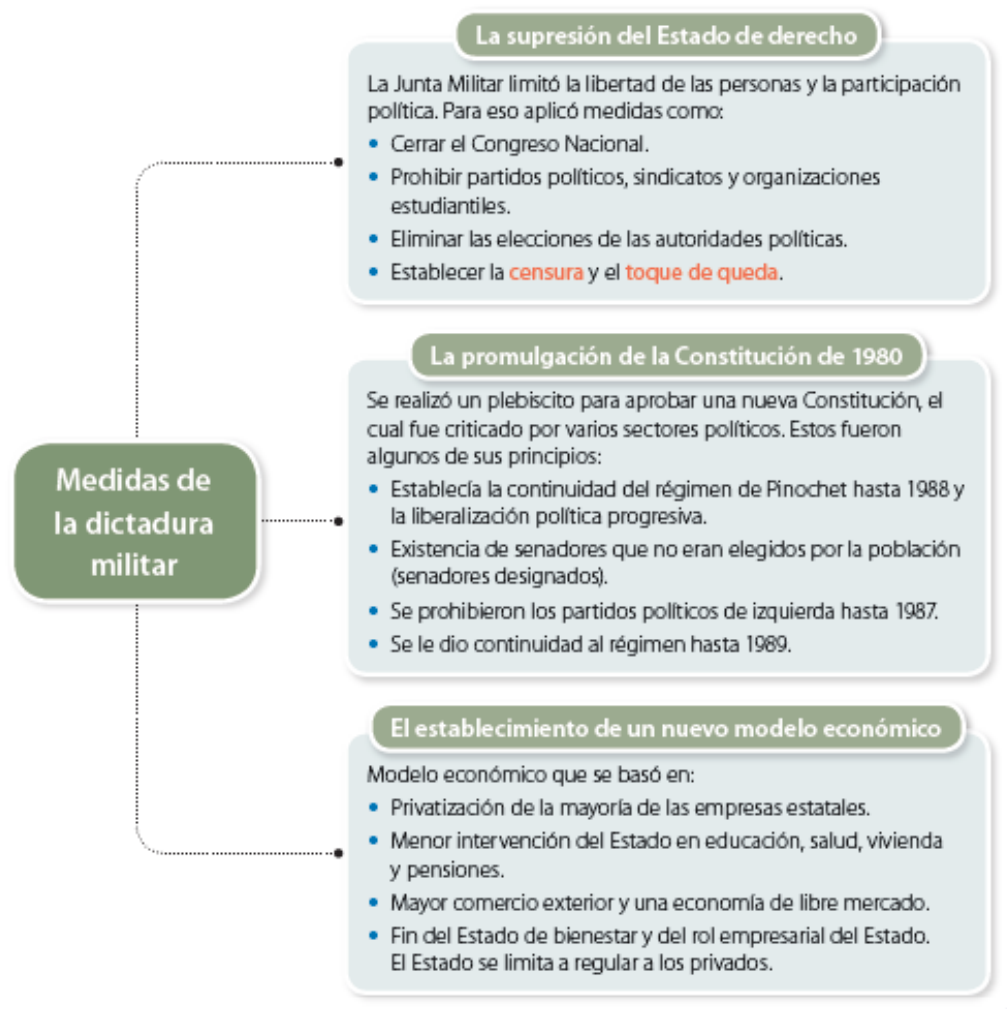 La supresión del Estado de derecho
La Junta Militar limitó la libertad de las personas y la participación
política. Para eso aplicó medidas como:
• Cerrar el Congreso Nacional.
• Prohibir partidos políticos, sindicatos y organizaciones
estudiantiles.
• Eliminar las elecciones de las autoridades políticas.
• Establecer la censura y el toque de queda.
La promulgación de la Constitución de 1980
Se realizó un plebiscito para aprobar una nueva Constitución, el
cual fue criticado por varios sectores políticos. Estos fueron
algunos de sus principios:
• Establecía la continuidad del régimen de Pinochet hasta 1988 y
la liberalización política progresiva.
• Existencia de senadores que no eran elegidos por la población
(senadores designados).
• Se prohibieron los partidos políticos de izquierda hasta 1987.
• Se le dio continuidad al régimen hasta 1989.
Medidas de
la dictadura
militar
El establecimiento de un nuevo modelo económico
Modelo económico que se basó en:
• Privatización de la mayoría de las empresas estatales.
• Menor intervención del Estado en educación, salud, vivienda
y pensiones.
• Mayor comercio exterior y una economía de libre mercado.
• Fin del Estado de bienestar y del rol empresarial del Estado.
El Estado se limita a regular a los privados.